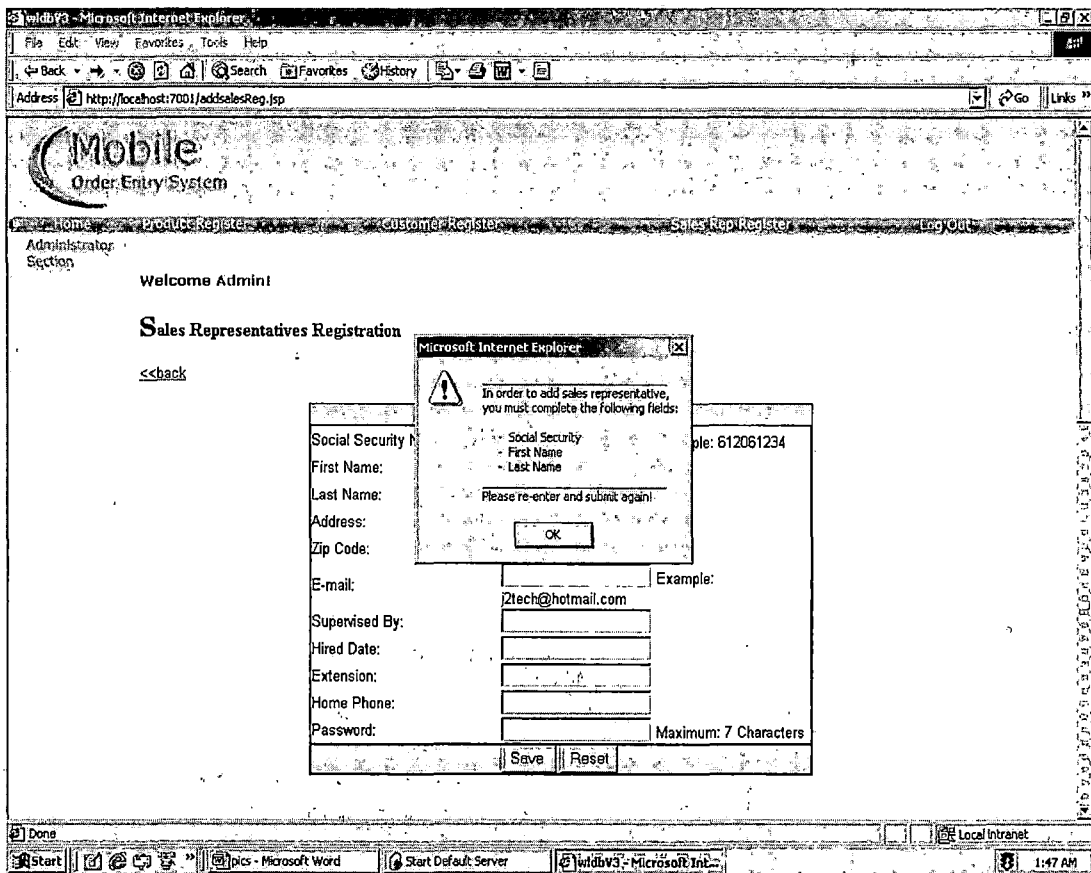 wldbV3 - Microsoft Internet Explorer
File Edit View Favorites Tools Help
Back Search Favorites History
Address http://localhost:7001/addsalesReg.jsp Go Links »
Mobile
Order Entry System
Home Product Register Customer Register Sales Rep Register Log Out
Administrator
Section
Welcome Admin!
Sales Representatives Registration
<<back
Microsoft Internet Explorer
In order to add sales representative,
you must complete the following fields:
- Social Security
- First Name
- Last Name
Please re-enter and submit again!
OK
Social Security N ple: 612061234
First Name:
Last Name:
Address:
Zip Code:
E-mail: Example:
j2tech@hotmail.com
Supervised By:
Hired Date:
Extension:
Home Phone:
Password: Maximum: 7 Characters
Save Reset
Done Local intranet
Start » pics - Microsoft Word Start Default Server wldbV3 - Microsoft Int... 1:47 AM